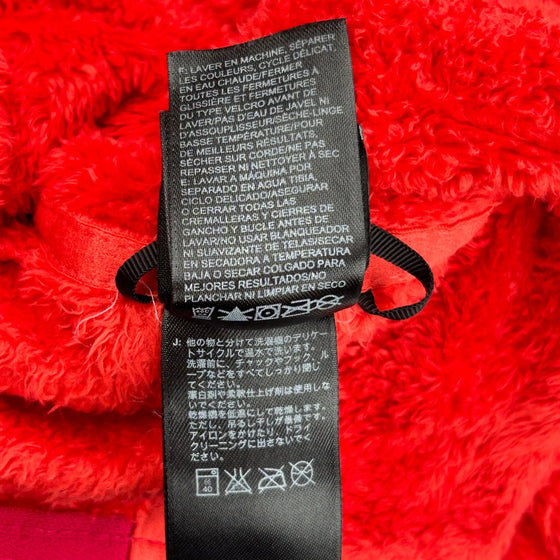 F: LAVER EN MACHINE, SÉPARER
LES COULEURS, CYCLE DÉLICAT,
EN EAU CHAUDE/FERMER
TOUTES LES FERMETURES À
GLISSIÈRE ET FERMETURES
DU TYPE VELCRO AVANT DE
LAVER/PAS D'EAU DE JAVEL NI
D'ASSOUPLISSEUR/SÈCHE-LINGE
BASSE TEMPÉRATURE/POUR
DE MEILLEURS RÉSULTATS,
SÉCHER SUR CORDE/NE PAS
REPASSER NI NETTOYER À SEC
E: LAVAR A MÁQUINA POR
SEPARADO EN AGUA TIBIA,
CICLO DELICADO/ASEGURAR
O CERRAR TODAS LAS
CREMALLERAS Y CIERRES DE
GANCHO Y BUCLE ANTES DE
LAVAR/NO USAR BLANQUEADOR
NI SUAVIZANTE DE TELAS/SECAR
EN SECADORA A TEMPERATURA
BAJA O SECAR COLGADO PARA
MEJORES RESULTADOS/NO
PLANCHAR NI LIMPIAR EN SECO
J: 他の物と分けて洗濯機のデリケー
トサイクルで温水で洗います。
洗濯前に、チャックやフック、ルー
プなどをすべてしっかり閉じ
てください。
漂白剤や柔軟仕上げ剤は使用しな
いでください。
乾燥機を低温にして乾燥します。
ただし、吊るし干しが最善です。
アイロンをかけたり、ドライ
クリーニングに出さないでください。
弱
40